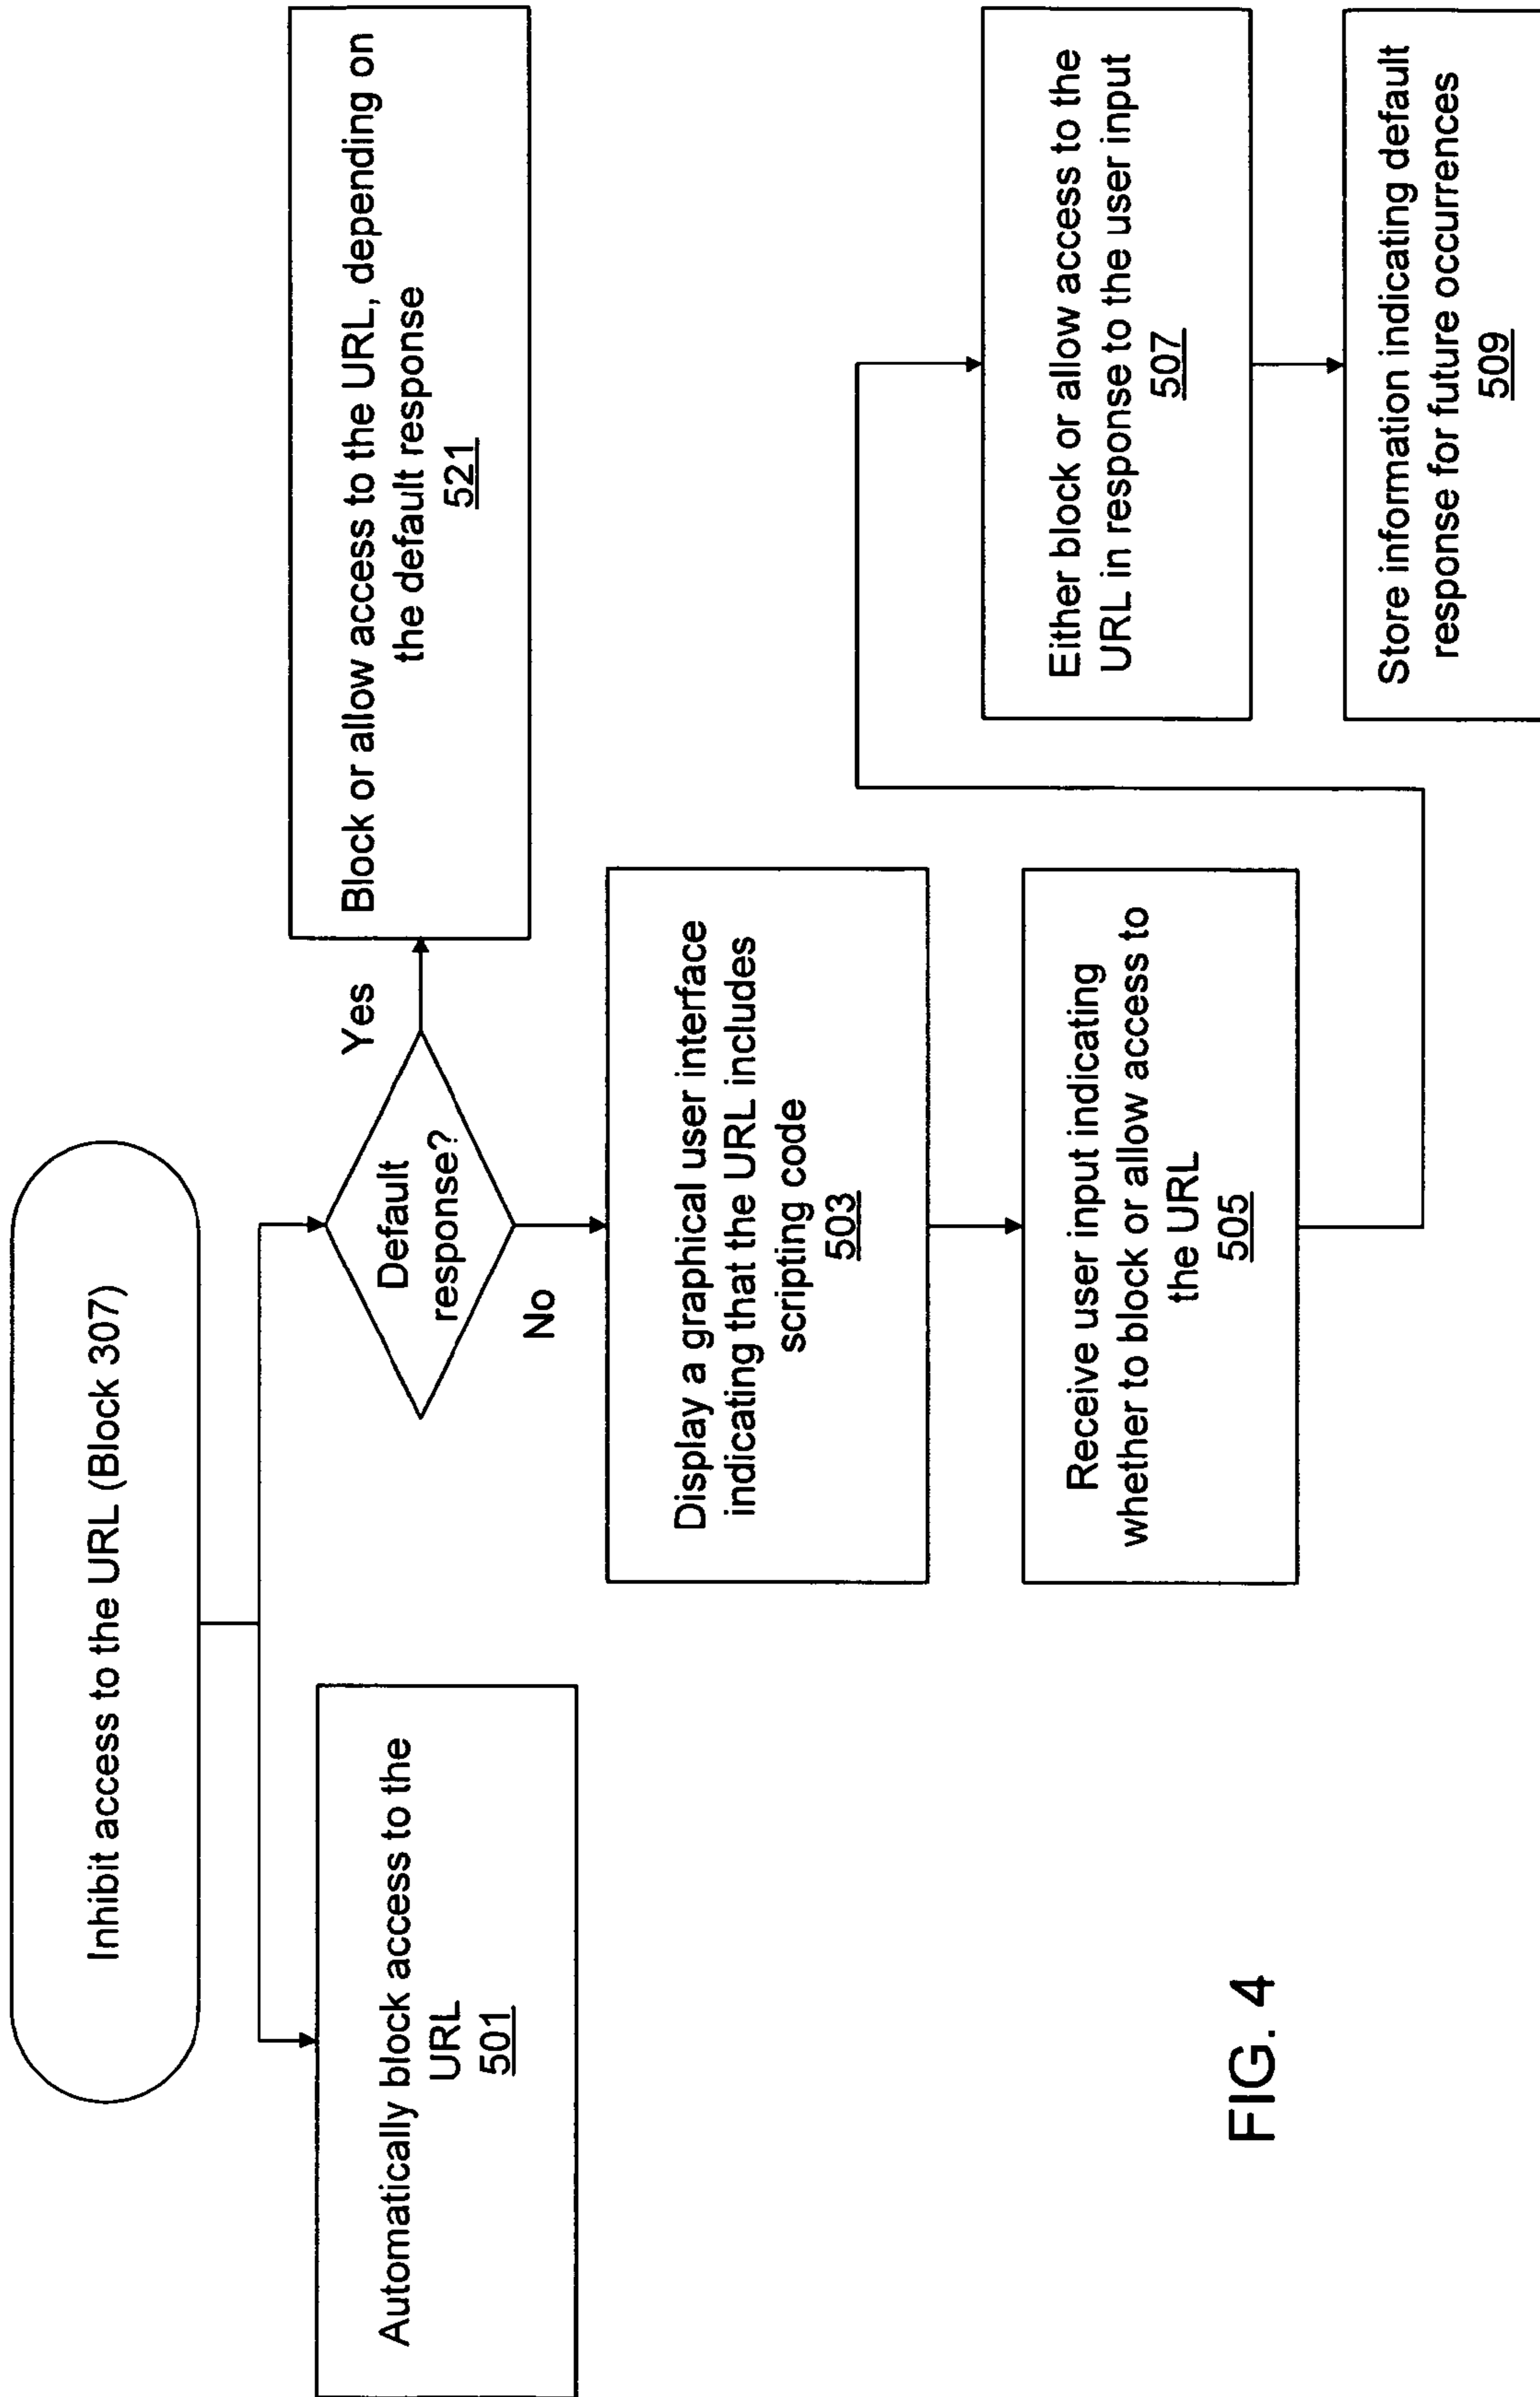 Inhibit access to the URL (Block 307)
Automatically block access to the
URL
501
Default
response?
Yes
No
Block or allow access to the URL, depending on
the default response
521
Display a graphical user interface
indicating that the URL includes
scripting code
503
Receive user input indicating
whether to block or allow access to
the URL
505
Either block or allow access to the
URL in response to the user input
507
Store information indicating default
response for future occurrences
509
FIG. 4